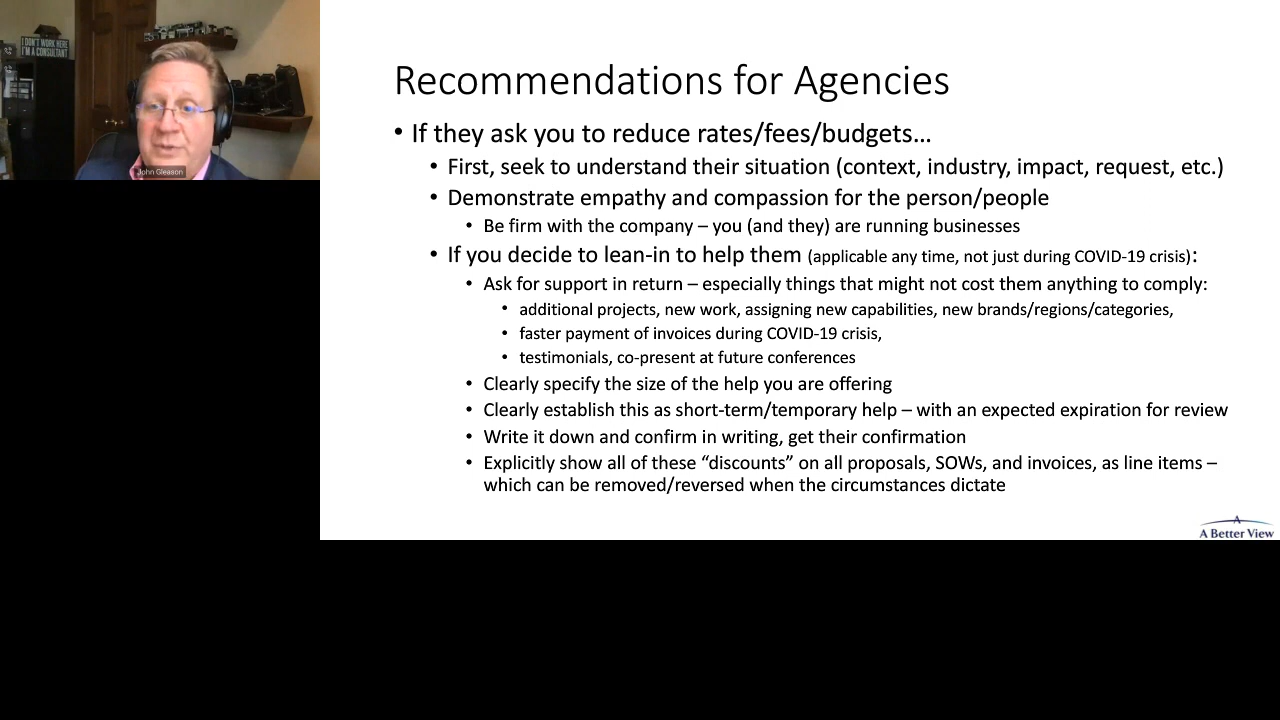 I DON'T WORK HERE
I'M A CONSULTANT
John Gleason
Recommendations for Agencies
• If they ask you to reduce rates/fees/budgets…
• First, seek to understand their situation (context, industry, impact, request, etc.)
• Demonstrate empathy and compassion for the person/people
• Be firm with the company – you (and they) are running businesses
• If you decide to lean-in to help them (applicable any time, not just during COVID-19 crisis):
• Ask for support in return – especially things that might not cost them anything to comply:
• additional projects, new work, assigning new capabilities, new brands/regions/categories,
• faster payment of invoices during COVID-19 crisis,
• testimonials, co-present at future conferences
• Clearly specify the size of the help you are offering
• Clearly establish this as short-term/temporary help – with an expected expiration for review
• Write it down and confirm in writing, get their confirmation
• Explicitly show all of these “discounts” on all proposals, SOWs, and invoices, as line items –
which can be removed/reversed when the circumstances dictate
A Better View